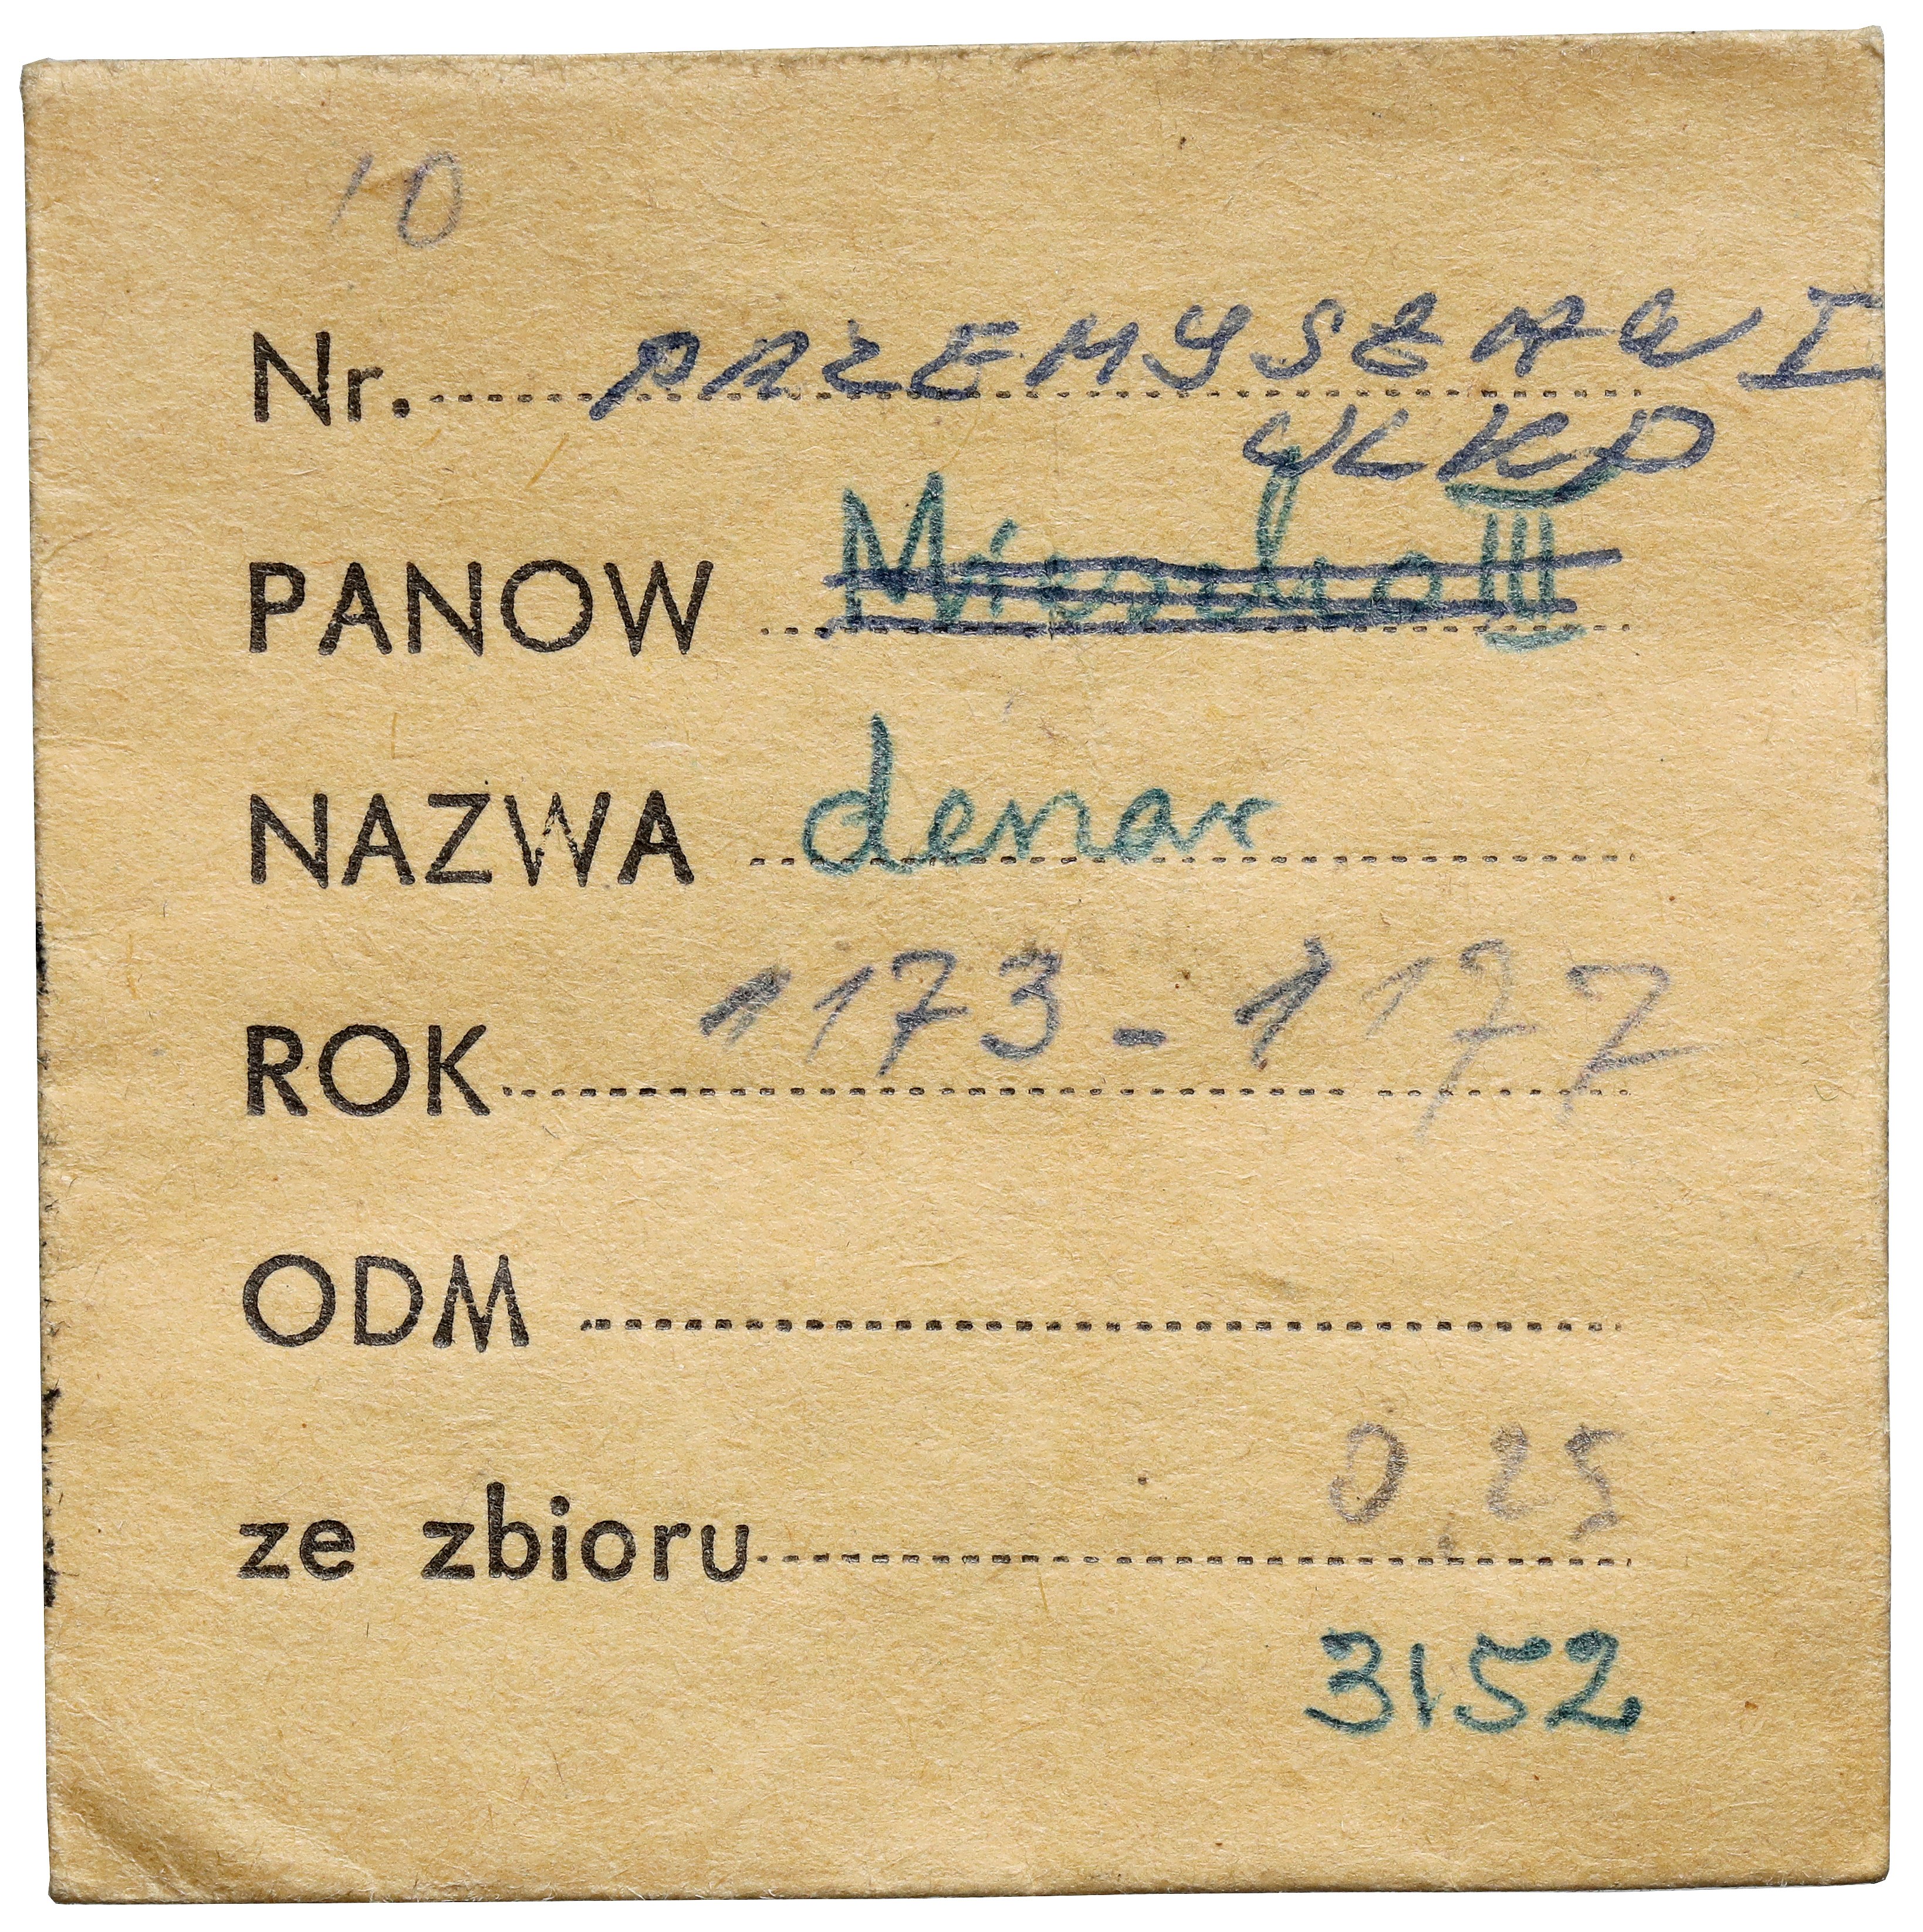 10
Nr. PRZEMYSŁAW I
WLKP
PANOW Mieszko III
NAZWA denar
ROK 1173-1177
ODM
0,25
ze zbioru
3152